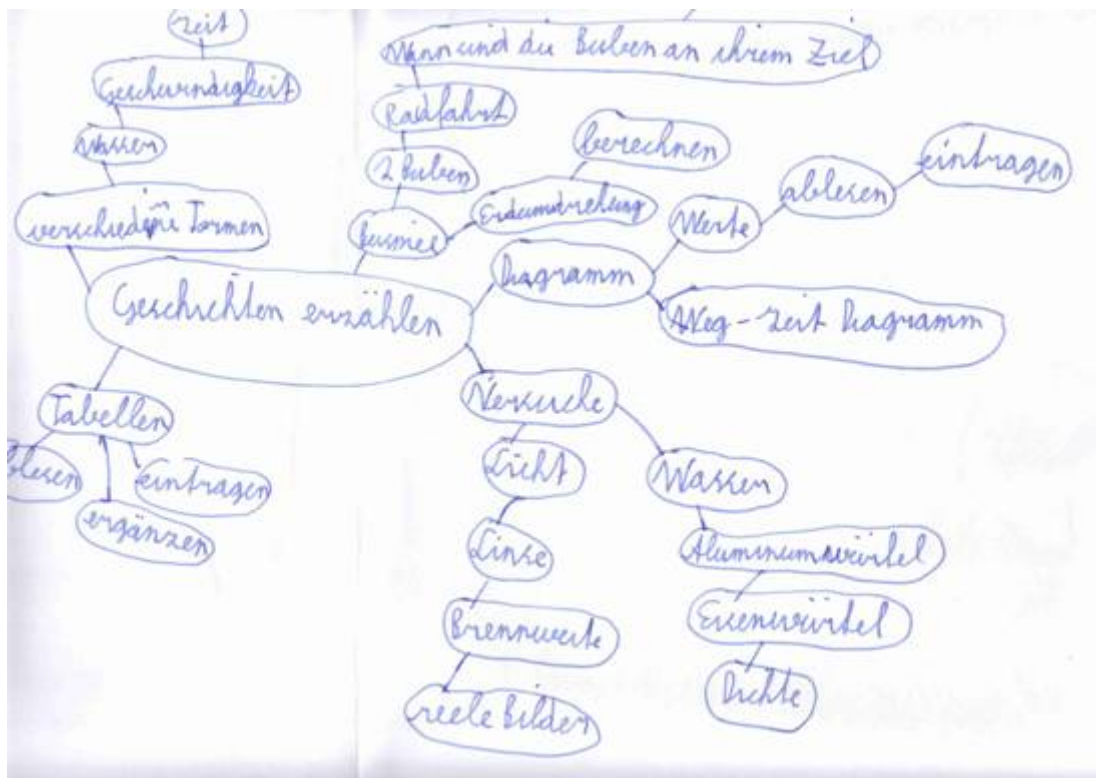 Zeit
Geschwindigkeit
Wasser
verschiedene Formen
Wann sind die Buben an ihrem Ziel
Radfahrt
2 Buben
Erdumdrehung
berechnen
Geschichten erzählen
Diagramm
Werte
ablesen
eintragen
Weg-Zeit Diagramm
Tabellen
ablesen
ergänzen
eintragen
Versuche
Licht
Linse
Brennweite
reele Bilder
Wasser
Aluminiumwürfel
Eisenwürfel
Dichte